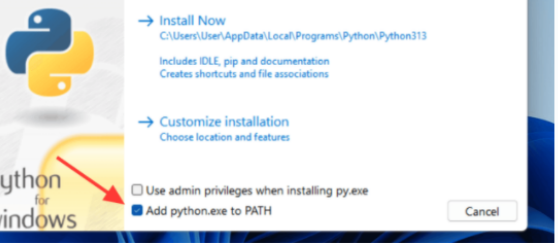 → Install Now
C:\Users\User\AppData\Local\Programs\Python\Python313
Includes IDLE, pip and documentation
Creates shortcuts and file associations
→ Customize installation
Choose location and features
ython
for
indows
Use admin privileges when installing py.exe
Add python.exe to PATH
Cancel